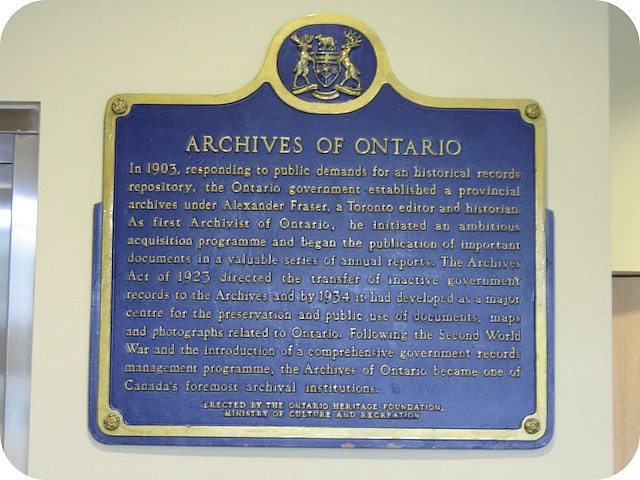 ARCHIVES OF ONTARIO
In 1903, responding to public demands for an historical records
repository, the Ontario government established a provincial
archives under Alexander Fraser, a Toronto editor and historian.
As first Archivist of Ontario, he initiated an ambitious
acquisition programme and began the publication of important
documents in a valuable series of annual reports. The Archives
Act of 1923 directed the transfer of inactive government
records to the Archives and by 1934 it had developed as a major
centre for the preservation and public use of documents, maps
and photographs related to Ontario. Following the Second World
War and the introduction of a comprehensive government records
management programme, the Archives of Ontario became one of
Canada's foremost archival institutions.
ERECTED BY THE ONTARIO HERITAGE FOUNDATION,
MINISTRY OF CULTURE AND RECREATION